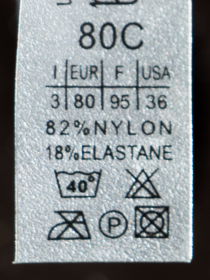 80C
I EUR F USA
3 80 95 36
82%NYLON
18%ELASTANE
40°
P